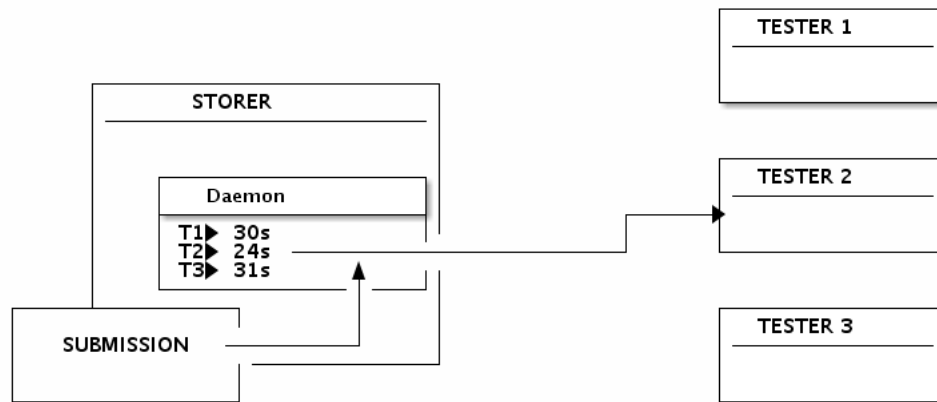 TESTER 1
STORER
TESTER 2
Daemon
T1▶ 30s
T2▶ 24s
T3▶ 31s
TESTER 3
SUBMISSION